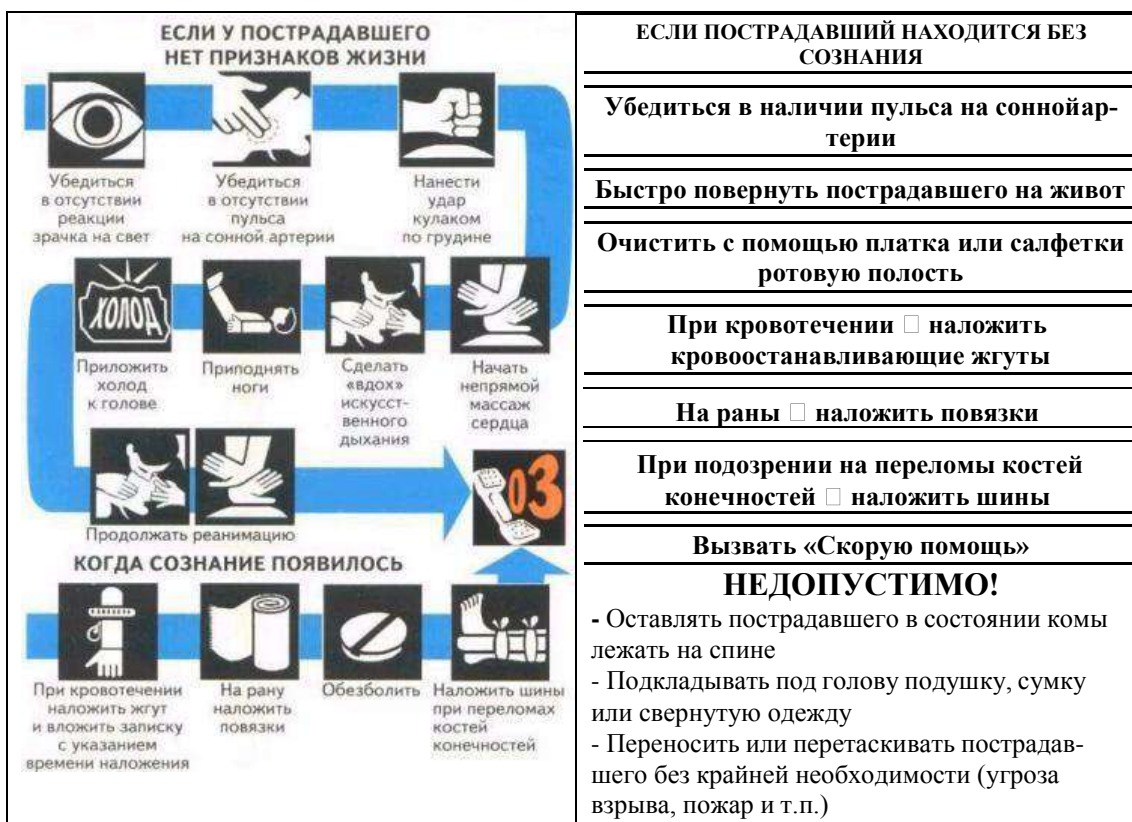 ЕСЛИ У ПОСТРАДАВШЕГО
НЕТ ПРИЗНАКОВ ЖИЗНИ
Убедиться
в отсутствии
реакции
зрачка на свет
Убедиться
в отсутствии
пульса
на сонной артерии
Нанести
удар
кулаком
по грудине
ХОЛОД
Приложить
холод
к голове
Приподнять
ноги
Сделать
«вдох»
искусст-
венного
дыхания
Начать
непрямой
массаж
сердца
Продолжать реанимацию
03
КОГДА СОЗНАНИЕ ПОЯВИЛОСЬ
При кровотечении
наложить жгут
и вложить записку
с указанием
времени наложения
На рану
наложить
повязки
Обезболить
Наложить шины
при переломах
костей
конечностей
ЕСЛИ ПОСТРАДАВШИЙ НАХОДИТСЯ БЕЗ
СОЗНАНИЯ
Убедиться в наличии пульса на соннойар-
терии
Быстро повернуть пострадавшего на живот
Очистить с помощью платка или салфетки
ротовую полость
При кровотечении □ наложить
кровоостанавливающие жгуты
На раны □ наложить повязки
При подозрении на переломы костей
конечностей □ наложить шины
Вызвать «Скорую помощь»
НЕДОПУСТИМО!
- Оставлять пострадавшего в состоянии комы
лежать на спине
- Подкладывать под голову подушку, сумку
или свернутую одежду
- Переносить или перетаскивать пострадав-
шего без крайней необходимости (угроза
взрыва, пожар и т.п.)